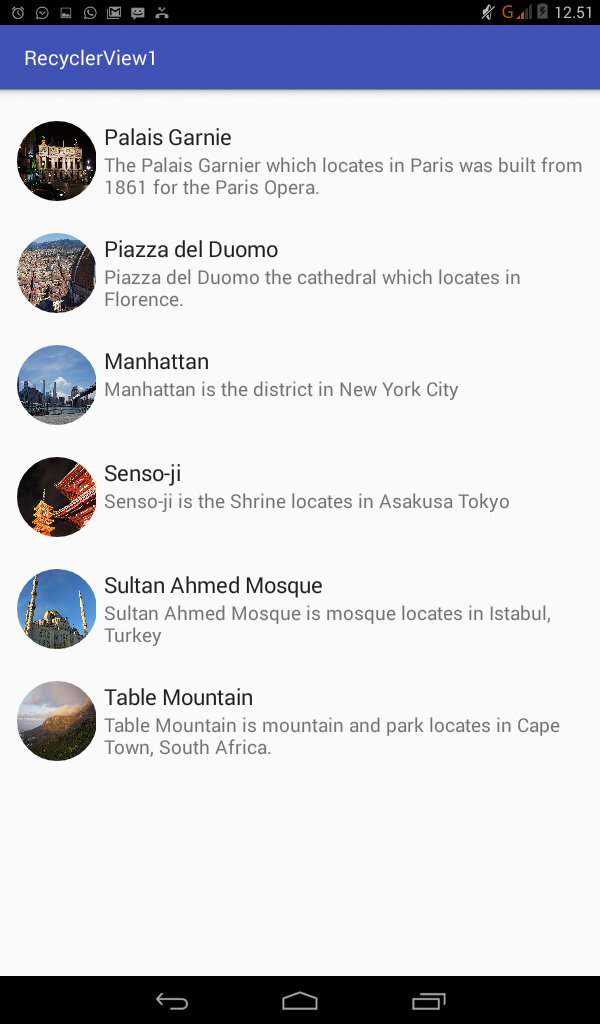 G 12.51
RecyclerView1
Palais Garnie
The Palais Garnier which locates in Paris was built from
1861 for the Paris Opera.
Piazza del Duomo
Piazza del Duomo the cathedral which locates in
Florence.
Manhattan
Manhattan is the district in New York City
Senso-ji
Senso-ji is the Shrine locates in Asakusa Tokyo
Sultan Ahmed Mosque
Sultan Ahmed Mosque is mosque locates in Istabul,
Turkey
Table Mountain
Table Mountain is mountain and park locates in Cape
Town, South Africa.